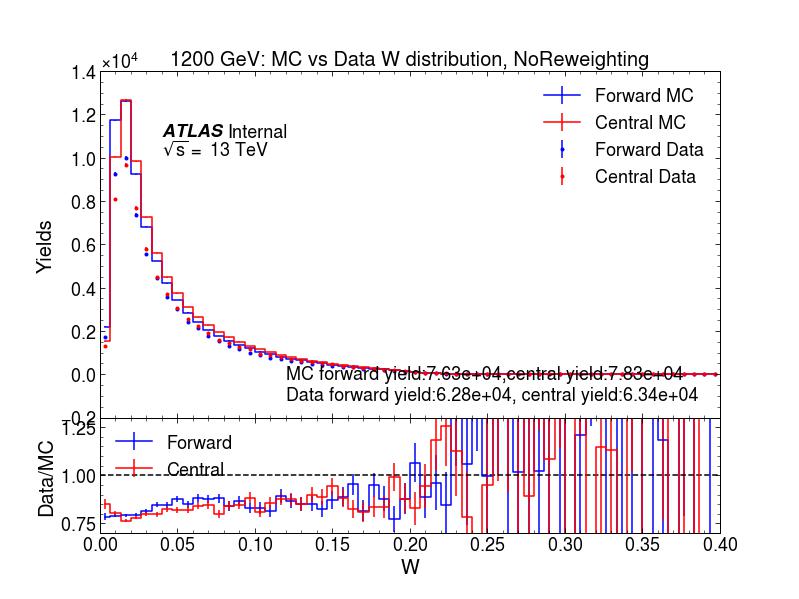 ×10⁴
1200 GeV: MC vs Data W distribution, NoReweighting
1.4
1.2
1.0
0.8
0.6
0.4
0.2
0.0
0.2
Yields
ATLAS Internal
√s = 13 TeV
Forward MC
Central MC
Forward Data
Central Data
MC forward yield:7.63e+04,central yield:7.83e+04
Data forward yield:6.28e+04, central yield:6.34e+04
1.25
1.00
0.75
Data/MC
Forward
Central
0.00 0.05 0.10 0.15 0.20 0.25 0.30 0.35 0.40
W